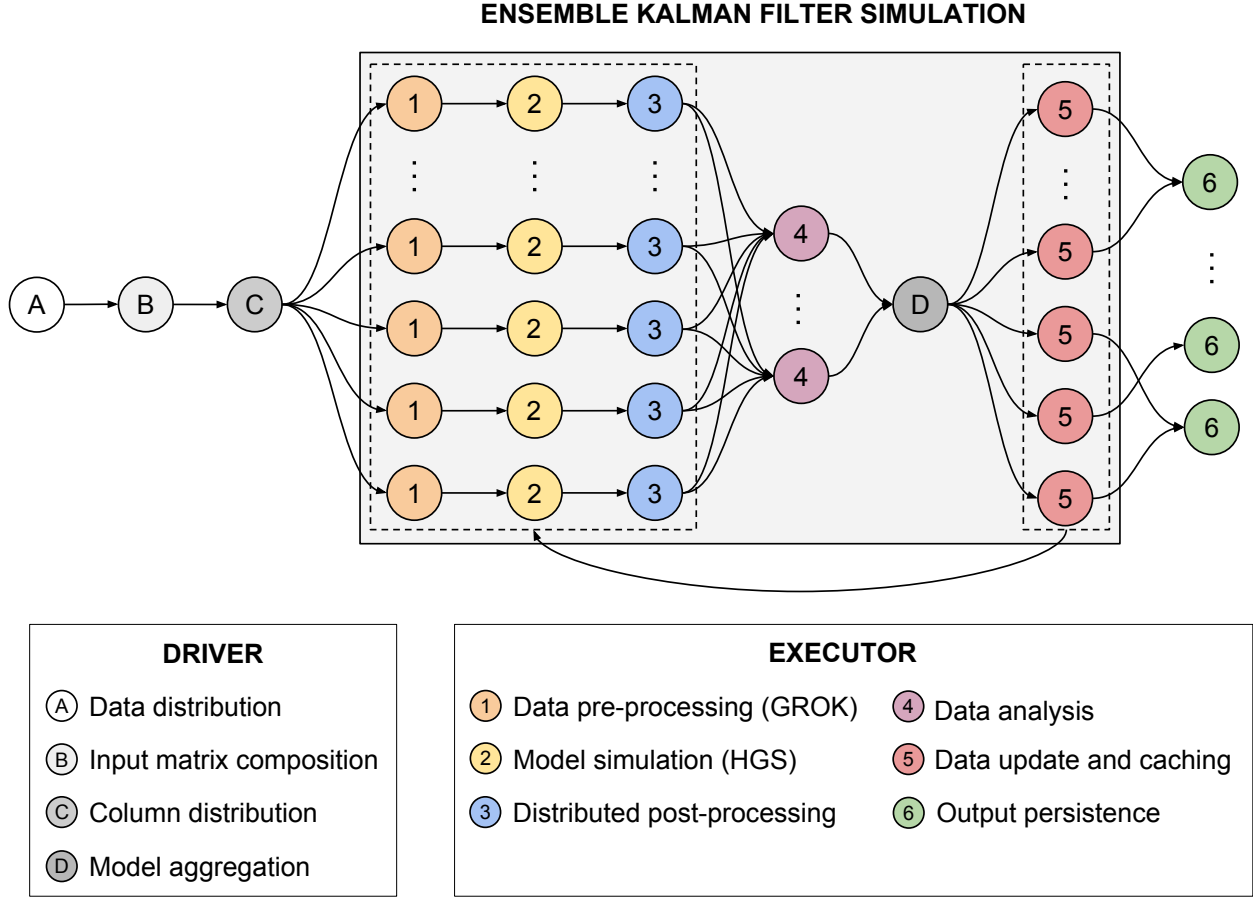 ENSEMBLE KALMAN FILTER SIMULATION
1 2 3
5
⋮ ⋮ ⋮ ⋮
6
1 2 3
4
5
⋮
A B C
⋮
D
1 2 3
5
6
4
1 2 3
5
6
1 2 3
5
DRIVER
A Data distribution
B Input matrix composition
C Column distribution
D Model aggregation
EXECUTOR
1 Data pre-processing (GROK)
2 Model simulation (HGS)
3 Distributed post-processing
4 Data analysis
5 Data update and caching
6 Output persistence